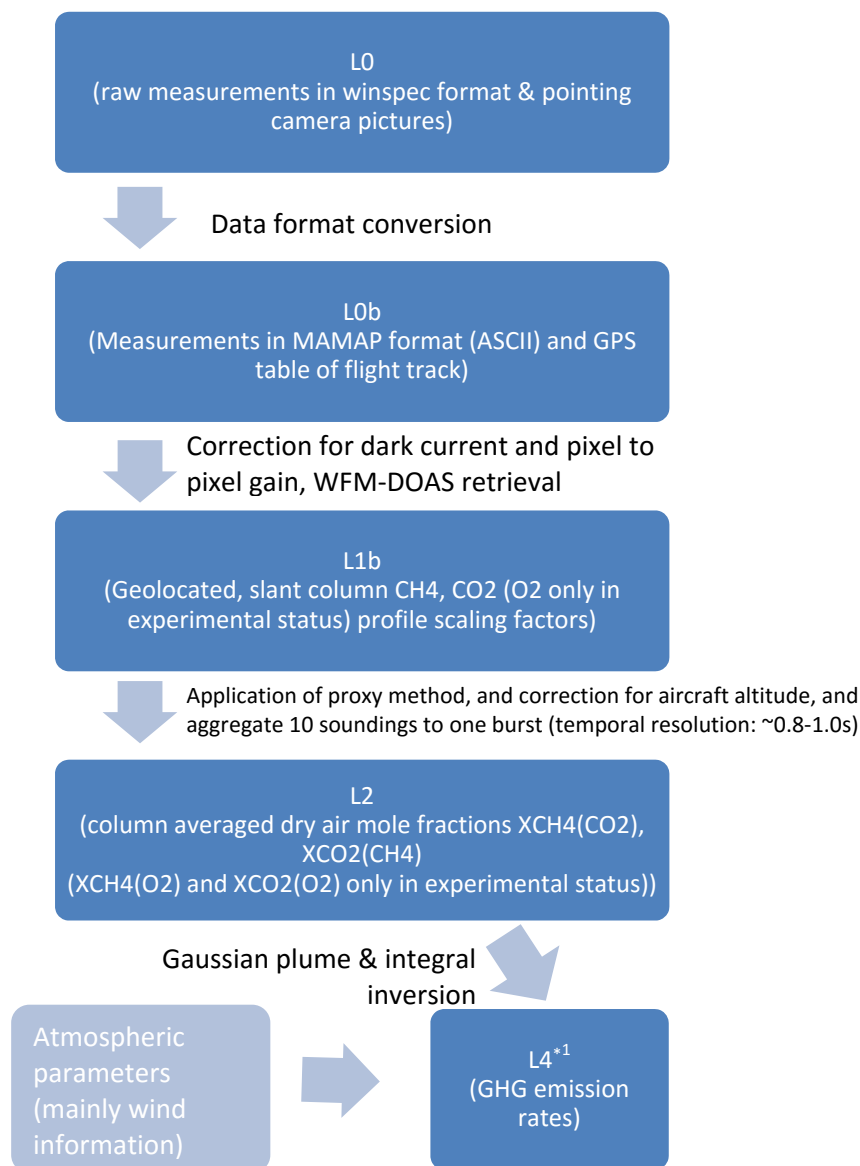 L0
(raw measurements in winspec format & pointing
camera pictures)
Data format conversion
L0b
(Measurements in MAMAP format (ASCII) and GPS
table of flight track)
Correction for dark current and pixel to
pixel gain, WFM-DOAS retrieval
L1b
(Geolocated, slant column CH4, CO2 (O2 only in
experimental status) profile scaling factors)
Application of proxy method, and correction for aircraft altitude, and
aggregate 10 soundings to one burst (temporal resolution: ~0.8-1.0s)
L2
(column averaged dry air mole fractions XCH4(CO2),
XCO2(CH4)
(XCH4(O2) and XCO2(O2) only in experimental status))
Gaussian plume & integral
inversion
Atmospheric
parameters
(mainly wind
information)
L4*1
(GHG emission
rates)